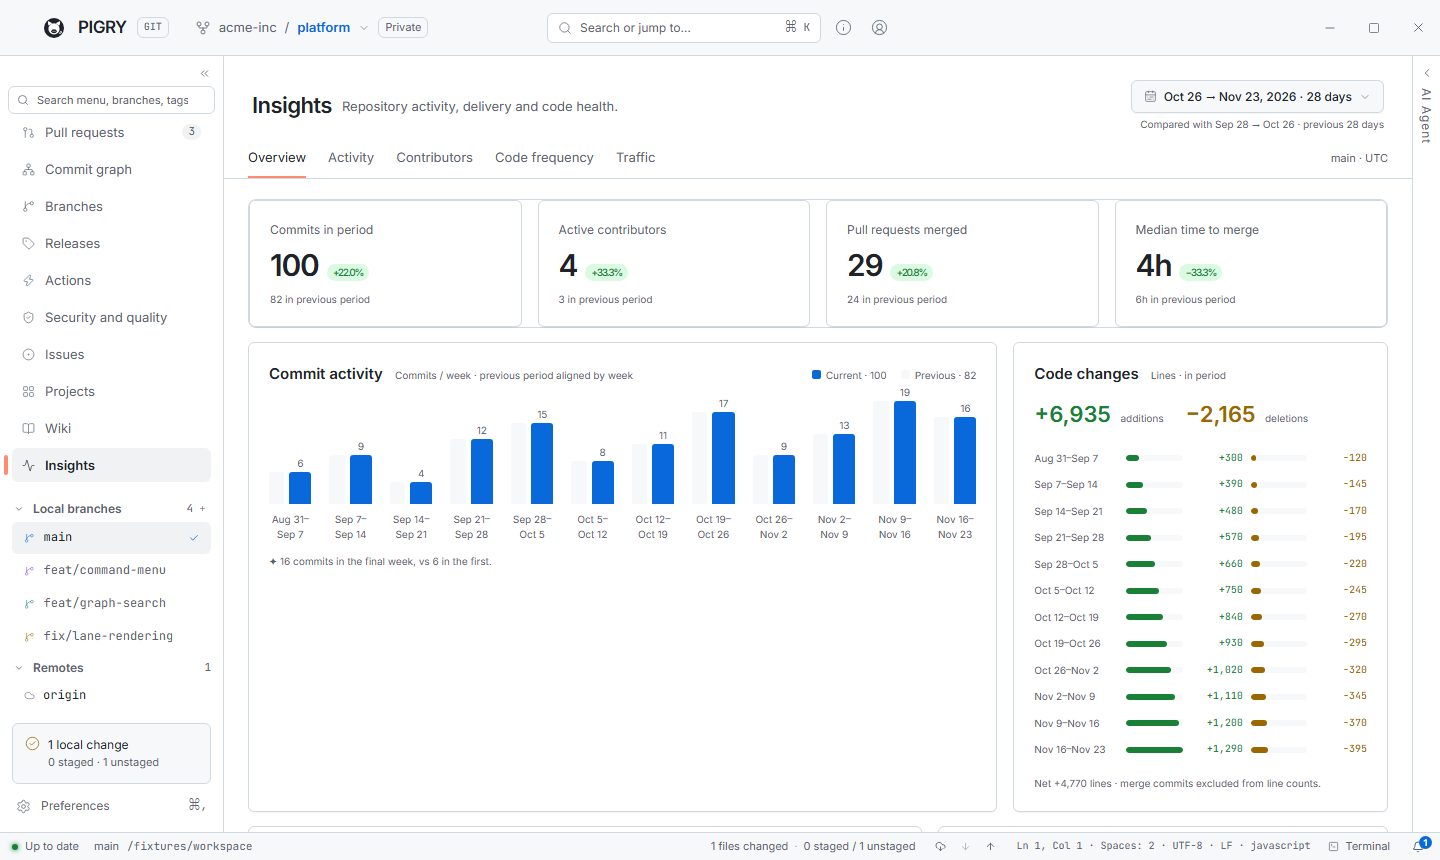 PIGRY GIT
acme-inc / platform Private
Search or jump to... ⌘ K
Search menu, branches, tags
Pull requests 3
Commit graph
Branches
Releases
Actions
Security and quality
Issues
Projects
Wiki
Insights
Local branches 4 +
main
feat/command-menu
feat/graph-search
fix/lane-rendering
Remotes 1
origin
1 local change
0 staged · 1 unstaged
Preferences ⌘,
Insights Repository activity, delivery and code health.
Oct 26 → Nov 23, 2026 · 28 days
Compared with Sep 28 → Oct 26 · previous 28 days
Overview Activity Contributors Code frequency Traffic
main · UTC
Commits in period
100 +22.0%
82 in previous period
Active contributors
4 +33.3%
3 in previous period
Pull requests merged
29 +20.8%
24 in previous period
Median time to merge
4h −33.3%
6h in previous period
Commit activity Commits / week · previous period aligned by week
Current · 100 Previous · 82
6 9 4 12 15 8 11 17 9 13 19 16
Aug 31– Sep 7– Sep 14– Sep 21– Sep 28– Oct 5– Oct 12– Oct 19– Oct 26– Nov 2– Nov 9– Nov 16–
Sep 7 Sep 14 Sep 21 Sep 28 Oct 5 Oct 12 Oct 19 Oct 26 Nov 2 Nov 9 Nov 16 Nov 23
✦ 16 commits in the final week, vs 6 in the first.
Code changes Lines · in period
+6,935 additions −2,165 deletions
Aug 31–Sep 7 +300 -120
Sep 7–Sep 14 +390 -145
Sep 14–Sep 21 +480 -170
Sep 21–Sep 28 +570 -195
Sep 28–Oct 5 +660 -220
Oct 5–Oct 12 +750 -245
Oct 12–Oct 19 +840 -270
Oct 19–Oct 26 +930 -295
Oct 26–Nov 2 +1,020 -320
Nov 2–Nov 9 +1,110 -345
Nov 9–Nov 16 +1,200 -370
Nov 16–Nov 23 +1,290 -395
Net +4,770 lines · merge commits excluded from line counts.
AI Agent
Up to date main /fixtures/workspace
1 files changed · 0 staged / 1 unstaged
Ln 1, Col 1 · Spaces: 2 · UTF-8 · LF · javascript
Terminal
1